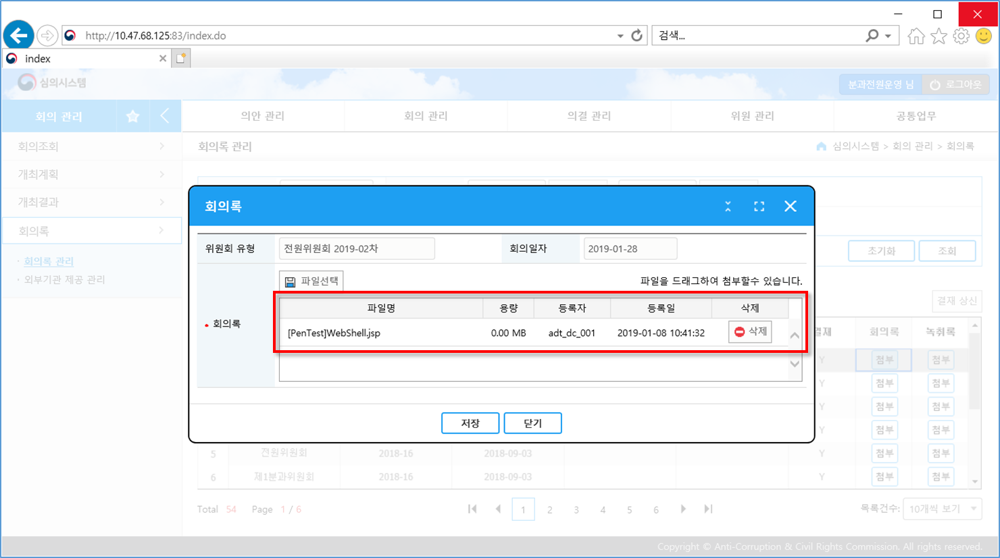 http://10.47.68.125:83/index.do
검색...
index
심의시스템
분과전원운영 님
로그아웃
회의 관리
의안 관리
회의 관리
의결 관리
위원 관리
공통업무
회의조회
개최계획
개최결과
회의록
· 회의록 관리
· 외부기관 제공 관리
회의록 관리
심의시스템 > 회의 관리 > 회의록
조기화
조회
결재 상신
결재
회의록
녹취록
Y 첨부 첨부
Y 첨부 첨부
Y 첨부 첨부
Y 첨부 첨부
회의록
위원회 유형
전원위원회 2019-02차
회의일자
2019-01-28
회의록
파일선택
파일을 드래그하여 첨부할수 있습니다.
파일명 용량 등록자 등록일 삭제
[PenTest]WebShell.jsp 0.00 MB adt_dc_001 2019-01-08 10:41:32 삭제
저장
닫기
5 전원위원회 2018-16 2018-09-03 Y 첨부 첨부
6 제1분과위원회 2018-16 2018-09-03 Y 첨부 첨부
Total 54 Page 1 / 6
1 2 3 4 5 6
목록건수: 10개씩 보기
Copyright © Anti-Corruption & Civil Rights Commission. All rights reserved.